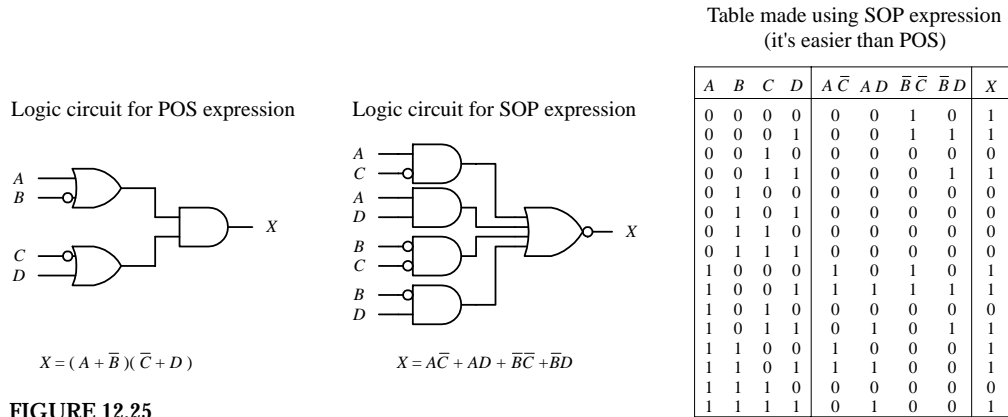 Logic circuit for POS expression
A
B
C
D
X
X = ( A + B̅ )( C̅ + D )
FIGURE 12.25
Logic circuit for SOP expression
A
C
A
D
B
C
B
D
X
X = AC̅ + AD + B̅C̅ + B̅D
Table made using SOP expression
(it's easier than POS)
A B C D A C̅ A D B̅ C̅ B̅ D X
0 0 0 0 0 0 1 0 1
0 0 0 1 0 0 1 1 1
0 0 1 0 0 0 0 0 0
0 0 1 1 0 0 0 1 1
0 1 0 0 0 0 0 0 0
0 1 0 1 0 0 0 0 0
0 1 1 0 0 0 0 0 0
0 1 1 1 0 0 0 0 0
1 0 0 0 1 0 1 0 1
1 0 0 1 1 1 1 1 1
1 0 1 0 0 0 0 0 0
1 0 1 1 0 1 0 1 1
1 1 0 0 1 0 0 0 1
1 1 0 1 1 1 0 0 1
1 1 1 0 0 0 0 0 0
1 1 1 1 0 1 0 0 1